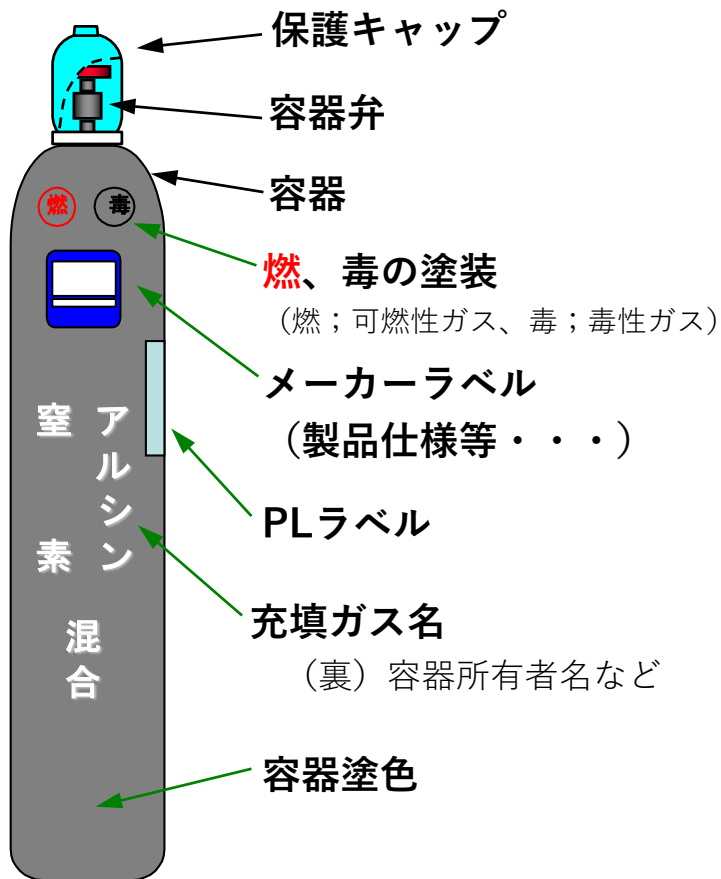 保護キャップ
容器弁
容器
燃 毒
燃、毒の塗装
（燃；可燃性ガス、毒；毒性ガス）
メーカーラベル
（製品仕様等・・・）
PLラベル
アルシン
窒素
混合
充填ガス名
（裏）容器所有者名など
容器塗色